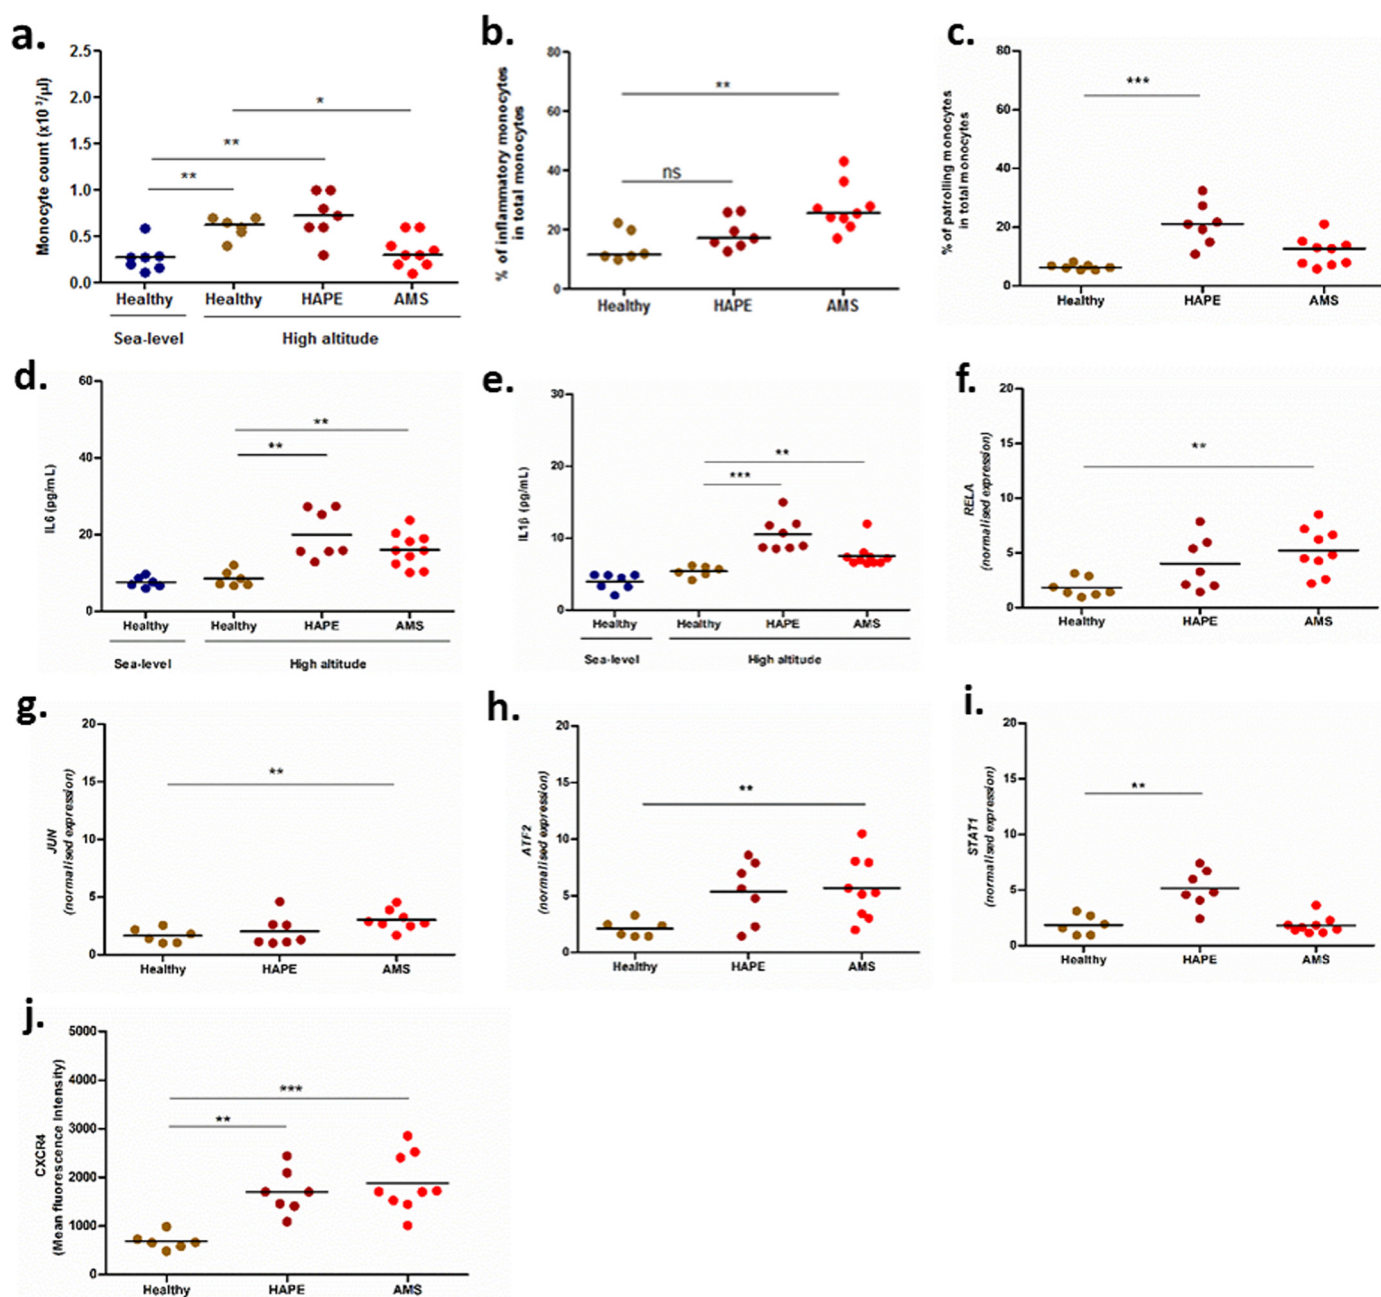 a.
Monocyte count (x10 ³/µl)
2.5
2.0
1.5
1.0
0.5
0.0
*
**
**
Healthy Healthy HAPE AMS
Sea-level High altitude
b.
% of inflammatory monocytes
in total monocytes
80
60
40
20
0
**
ns
Healthy HAPE AMS
c.
% of patrolling monocytes
in total monocytes
80
60
40
20
0
***
Healthy HAPE AMS
d.
IL6 (pg/mL)
60
40
20
0
**
**
Healthy Healthy HAPE AMS
Sea-level High altitude
e.
IL1β (pg/mL)
30
20
10
0
**
***
Healthy Healthy HAPE AMS
Sea-level High altitude
f.
RELA
(normalised expression)
20
15
10
5
0
**
Healthy HAPE AMS
g.
JUN
(normalised expression)
20
15
10
5
0
**
Healthy HAPE AMS
h.
ATF2
(normalised expression)
20
15
10
5
0
**
Healthy HAPE AMS
i.
STAT1
(normalised expression)
20
15
10
5
0
**
Healthy HAPE AMS
j.
CXCR4
(Mean fluorescence Intensity)
5000
4000
3000
2000
1000
0
***
**
Healthy HAPE AMS